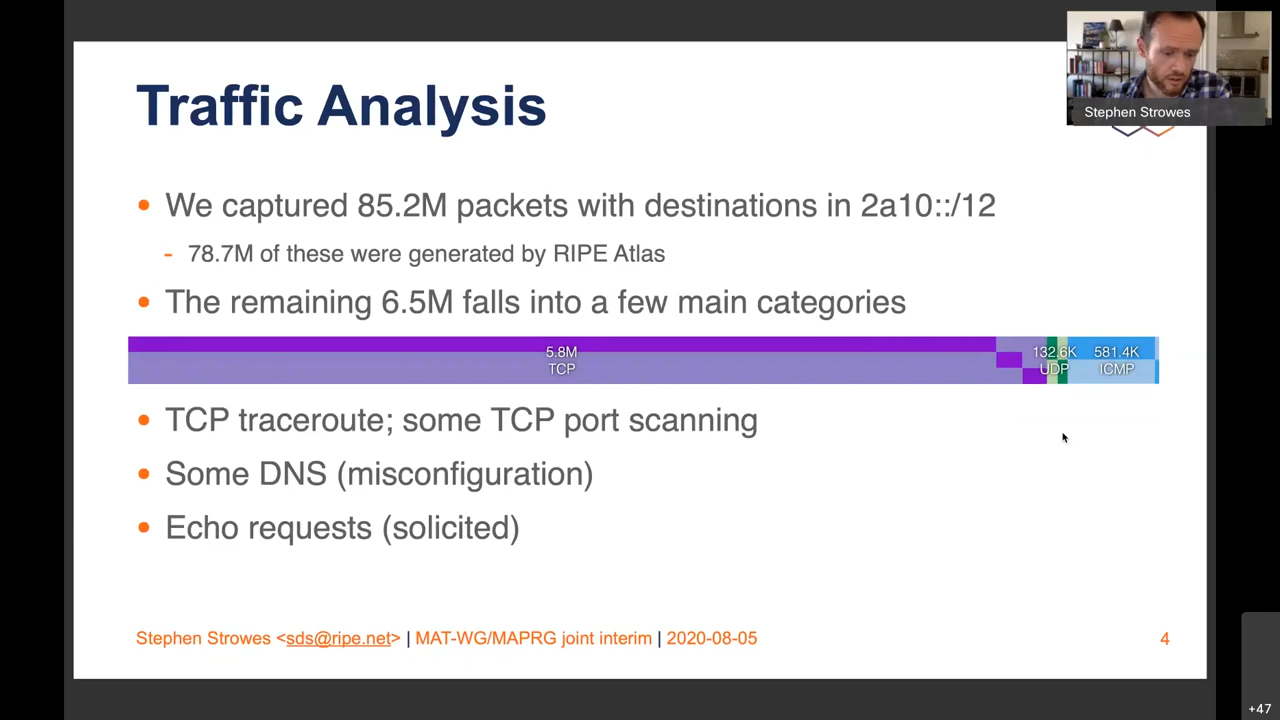 Stephen Strowes
Traffic Analysis
• We captured 85.2M packets with destinations in 2a10::/12
- 78.7M of these were generated by RIPE Atlas
• The remaining 6.5M falls into a few main categories
5.8M TCP
132.6K UDP
581.4K ICMP
• TCP traceroute; some TCP port scanning
• Some DNS (misconfiguration)
• Echo requests (solicited)
Stephen Strowes <sds@ripe.net> | MAT-WG/MAPRG joint interim | 2020-08-05
4
+47